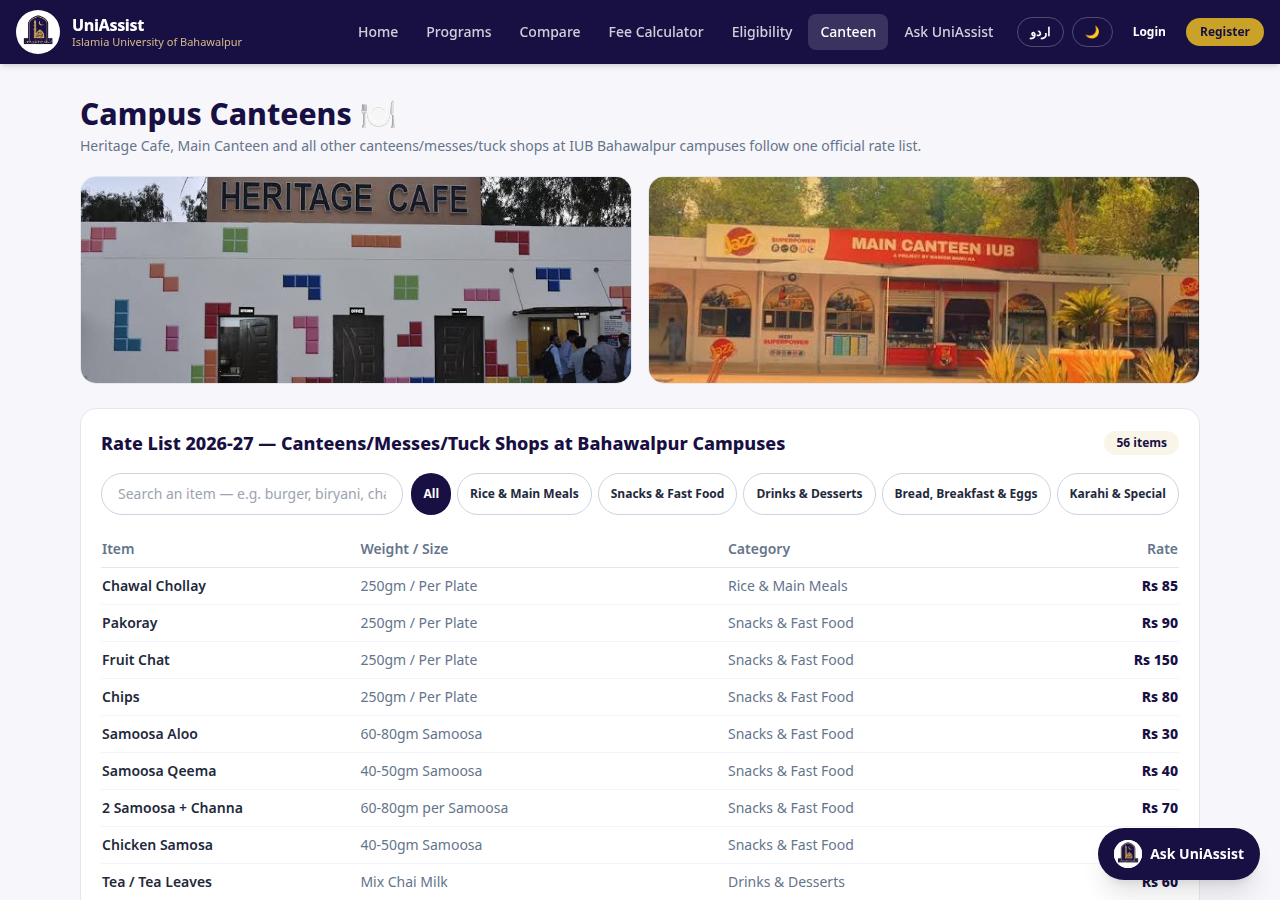 UniAssist
Islamia University of Bahawalpur
Home
Programs
Compare
Fee Calculator
Eligibility
Canteen
Ask UniAssist
اردو
Login
Register
Campus Canteens
Heritage Cafe, Main Canteen and all other canteens/messes/tuck shops at IUB Bahawalpur campuses follow one official rate list.
HERITAGE CAFE
KITCHEN
OFFICE
Jazz
MERI
SUPERPOWER
MAIN CANTEEN IUB
MERI
SUPERPOWER
Jazz
Rate List 2026-27 — Canteens/Messes/Tuck Shops at Bahawalpur Campuses
56 items
Search an item — e.g. burger, biryani, cha
All
Rice & Main Meals
Snacks & Fast Food
Drinks & Desserts
Bread, Breakfast & Eggs
Karahi & Special
Item Weight / Size Category Rate
Chawal Chollay 250gm / Per Plate Rice & Main Meals Rs 85
Pakoray 250gm / Per Plate Snacks & Fast Food Rs 90
Fruit Chat 250gm / Per Plate Snacks & Fast Food Rs 150
Chips 250gm / Per Plate Snacks & Fast Food Rs 80
Samoosa Aloo 60-80gm Samoosa Snacks & Fast Food Rs 30
Samoosa Qeema 40-50gm Samoosa Snacks & Fast Food Rs 40
2 Samoosa + Channa 60-80gm per Samoosa Snacks & Fast Food Rs 70
Chicken Samosa 40-50gm Samoosa Snacks & Fast Food
Tea / Tea Leaves Mix Chai Milk Drinks & Desserts Rs 60
Ask UniAssist